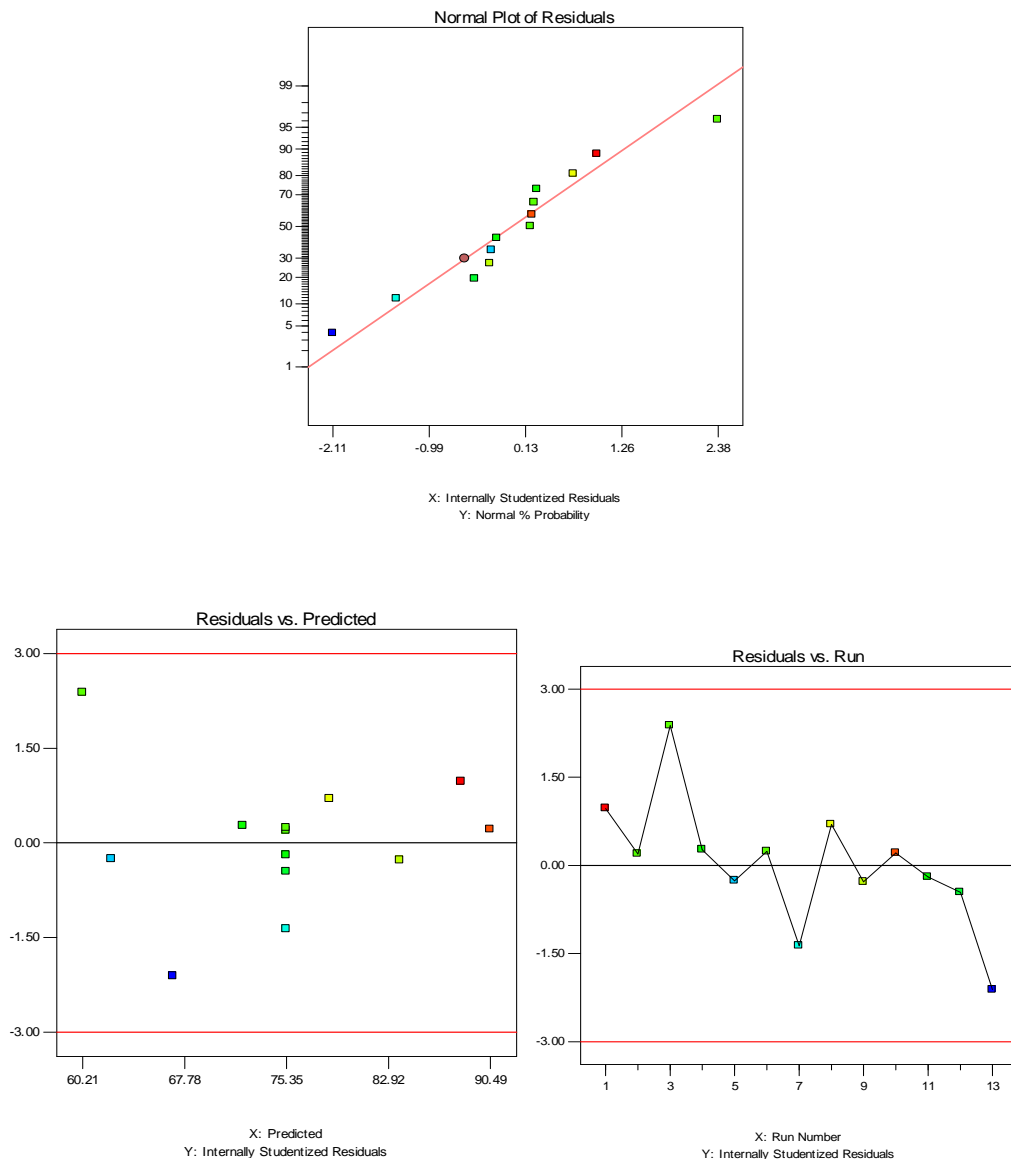 Normal Plot of Residuals
99
95
90
80
70
50
30
20
10
5
1
-2.11 -0.99 0.13 1.26 2.38
X: Internally Studentized Residuals
Y: Normal % Probability
Residuals vs. Predicted
3.00
1.50
0.00
-1.50
-3.00
60.21 67.78 75.35 82.92 90.49
X: Predicted
Y: Internally Studentized Residuals
Residuals vs. Run
3.00
1.50
0.00
-1.50
-3.00
1 3 5 7 9 11 13
X: Run Number
Y: Internally Studentized Residuals